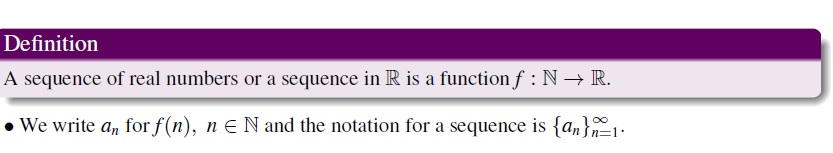 Definition
A sequence of real numbers or a sequence in ℝ is a function f : ℕ → ℝ.
• We write aₙ for f(n), n ∈ ℕ and the notation for a sequence is {aₙ}_{n=1}^{∞}.